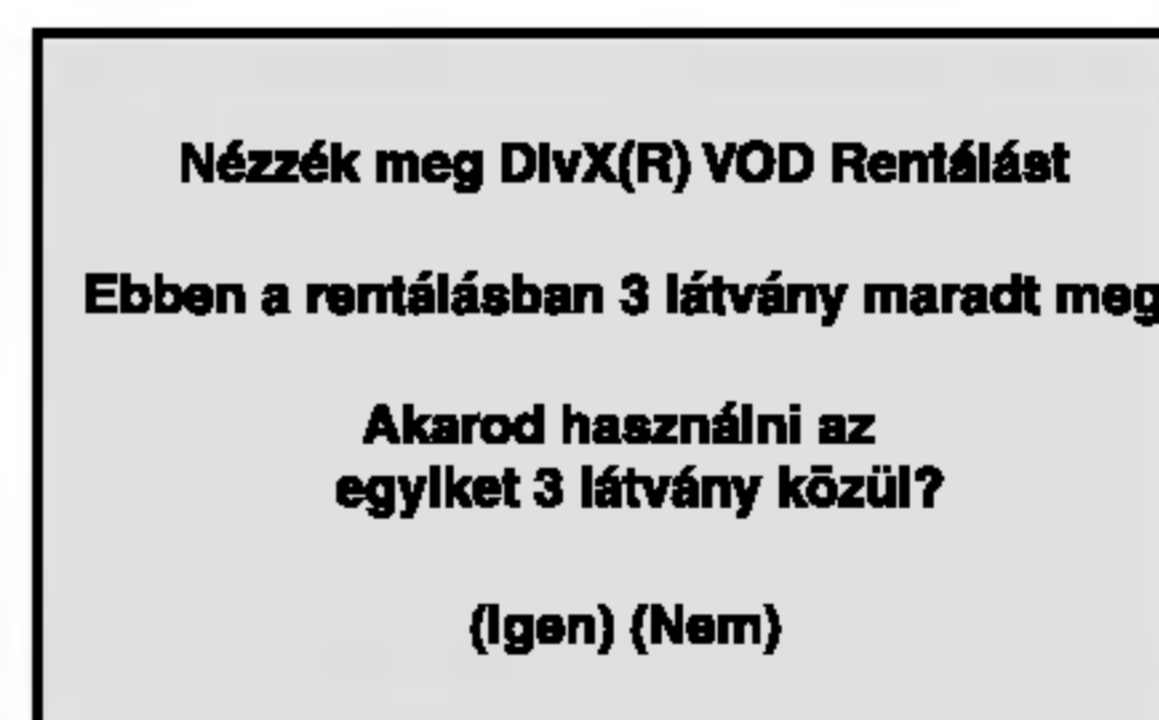 Nézzék meg DivX(R) VOD Rentálást
Ebben a rentálásban 3 látvány maradt meg
Akarod használni az
egyiket 3 látvány közül?
(Igen) (Nem)